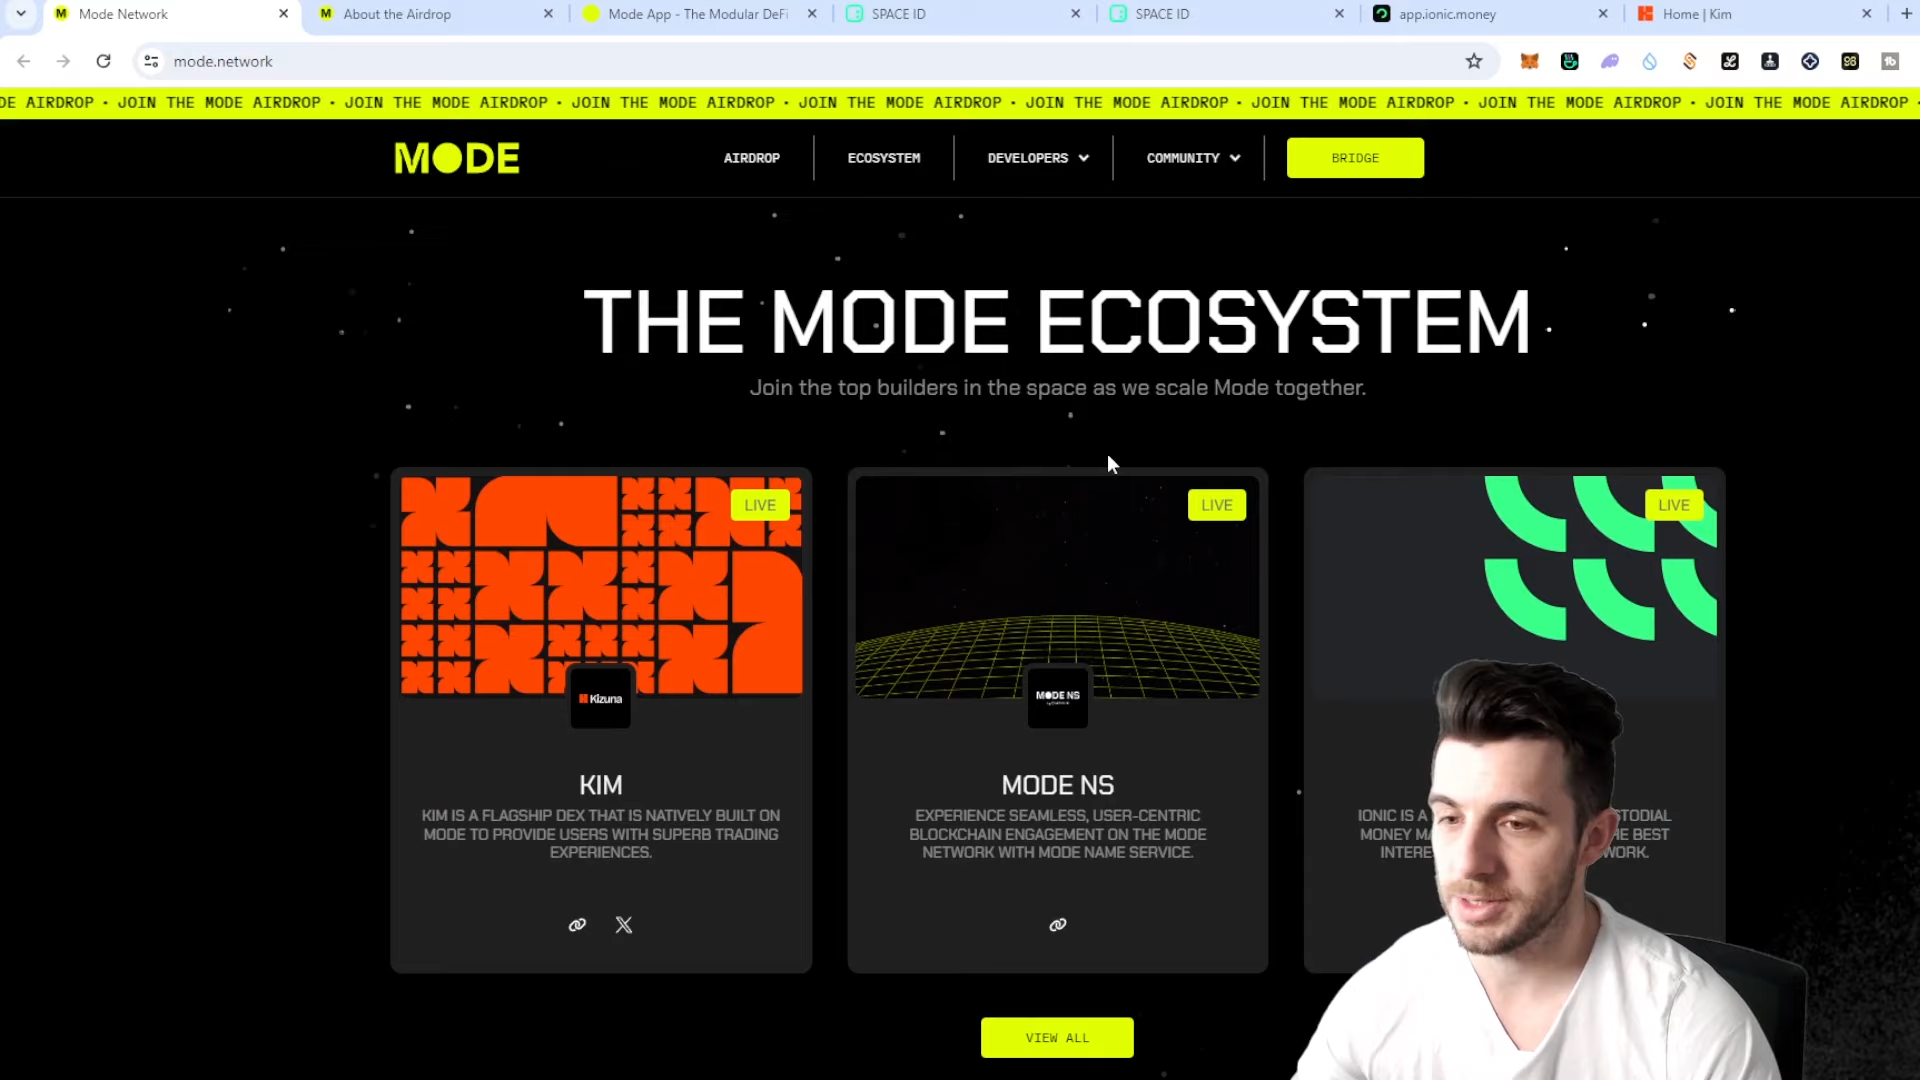 Mode Network
About the Airdrop
Mode App - The Modular DeFi
SPACE ID
SPACE ID
app.ionic.money
Home | Kim
mode.network
DE AIRDROP · JOIN THE MODE AIRDROP · JOIN THE MODE AIRDROP · JOIN THE MODE AIRDROP · JOIN THE MODE AIRDROP · JOIN THE MODE AIRDROP · JOIN THE MODE AIRDROP · JOIN THE MODE AIRDROP · JOIN THE MODE AIRDROP ·
MODE
AIRDROP
ECOSYSTEM
DEVELOPERS
COMMUNITY
BRIDGE
THE MODE ECOSYSTEM
Join the top builders in the space as we scale Mode together.
LIVE
LIVE
LIVE
Kizuna
MODE NS
KIM
KIM IS A FLAGSHIP DEX THAT IS NATIVELY BUILT ON
MODE TO PROVIDE USERS WITH SUPERB TRADING
EXPERIENCES.
MODE NS
EXPERIENCE SEAMLESS, USER-CENTRIC
BLOCKCHAIN ENGAGEMENT ON THE MODE
NETWORK WITH MODE NAME SERVICE.
IONIC IS A
MONEY
BEST
VIEW ALL